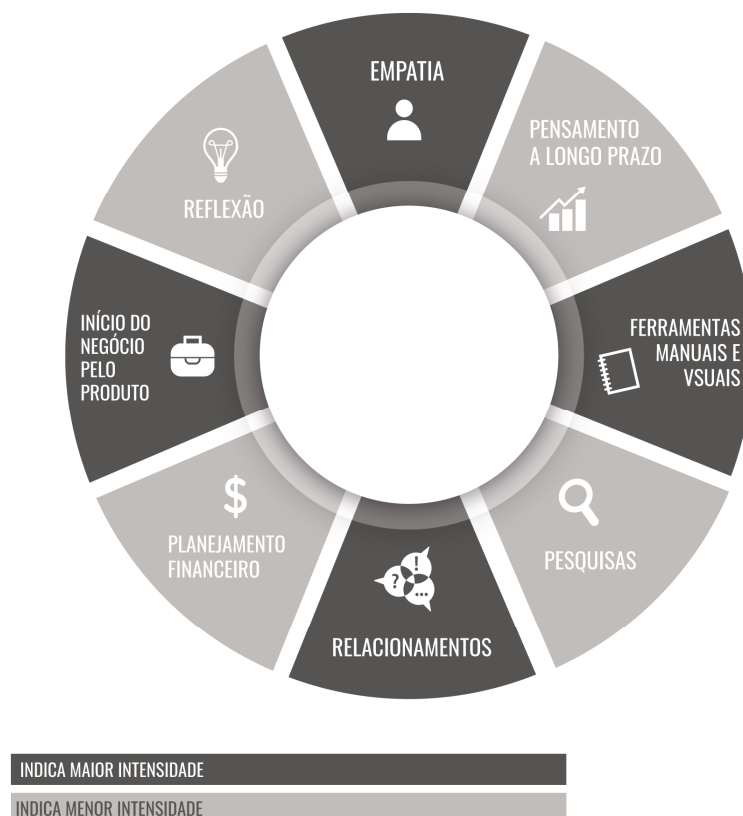 EMPATIA
PENSAMENTO
A LONGO PRAZO
REFLEXÃO
INÍCIO DO
NEGÓCIO
PELO
PRODUTO
FERRAMENTAS
MANUAIS E
VSUAIS
$
PLANEJAMENTO
FINANCEIRO
PESQUISAS
!
?
...
RELACIONAMENTOS
INDICA MAIOR INTENSIDADE
INDICA MENOR INTENSIDADE